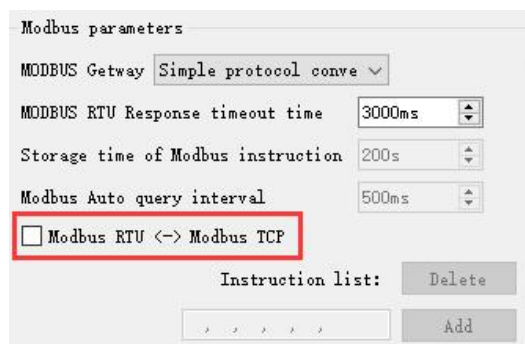 Modbus parameters
MODBUS Getway Simple protocol conve
MODBUS RTU Response timeout time 3000ms
Storage time of Modbus instruction 200s
Modbus Auto query interval 500ms
Modbus RTU <-> Modbus TCP
Instruction list: Delete
, , , , , Add